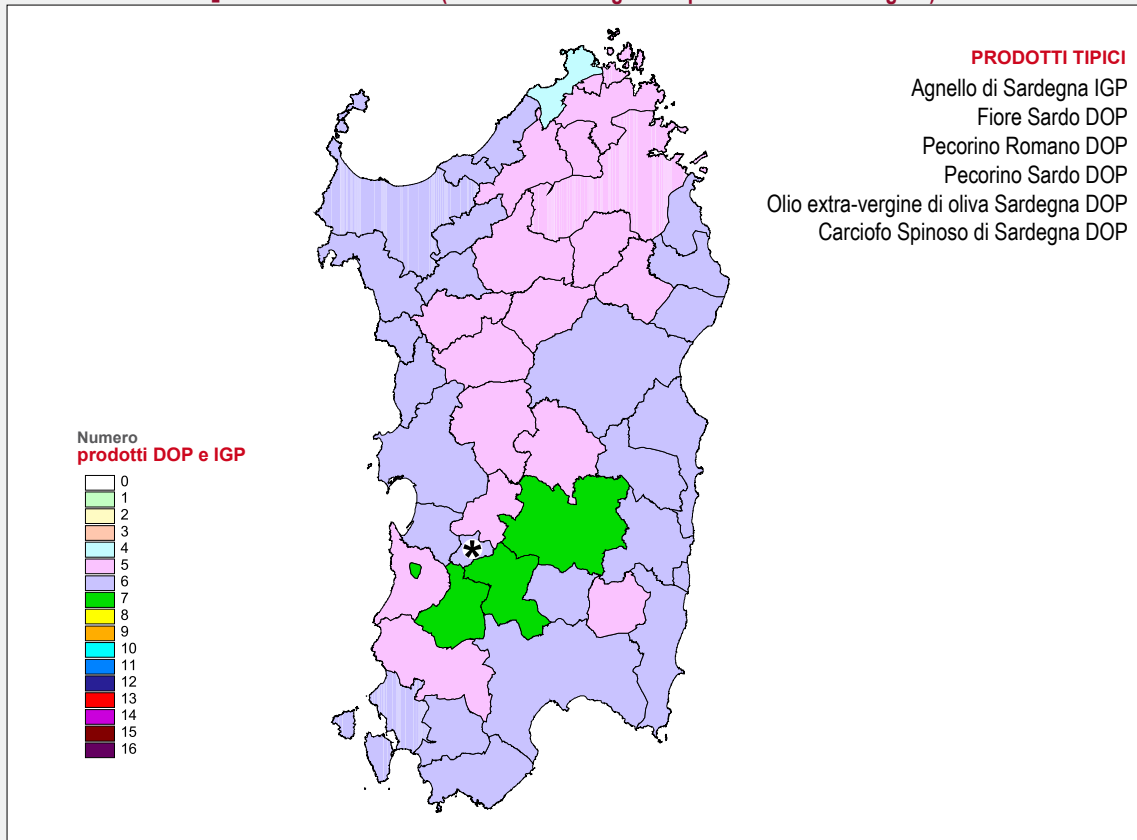 PRODOTTI TIPICI
Agnello di Sardegna IGP
Fiore Sardo DOP
Pecorino Romano DOP
Pecorino Sardo DOP
Olio extra-vergine di oliva Sardegna DOP
Carciofo Spinoso di Sardegna DOP
Numero
prodotti DOP e IGP
0
1
2
3
4
5
6
7
8
9
10
11
12
13
14
15
16
*